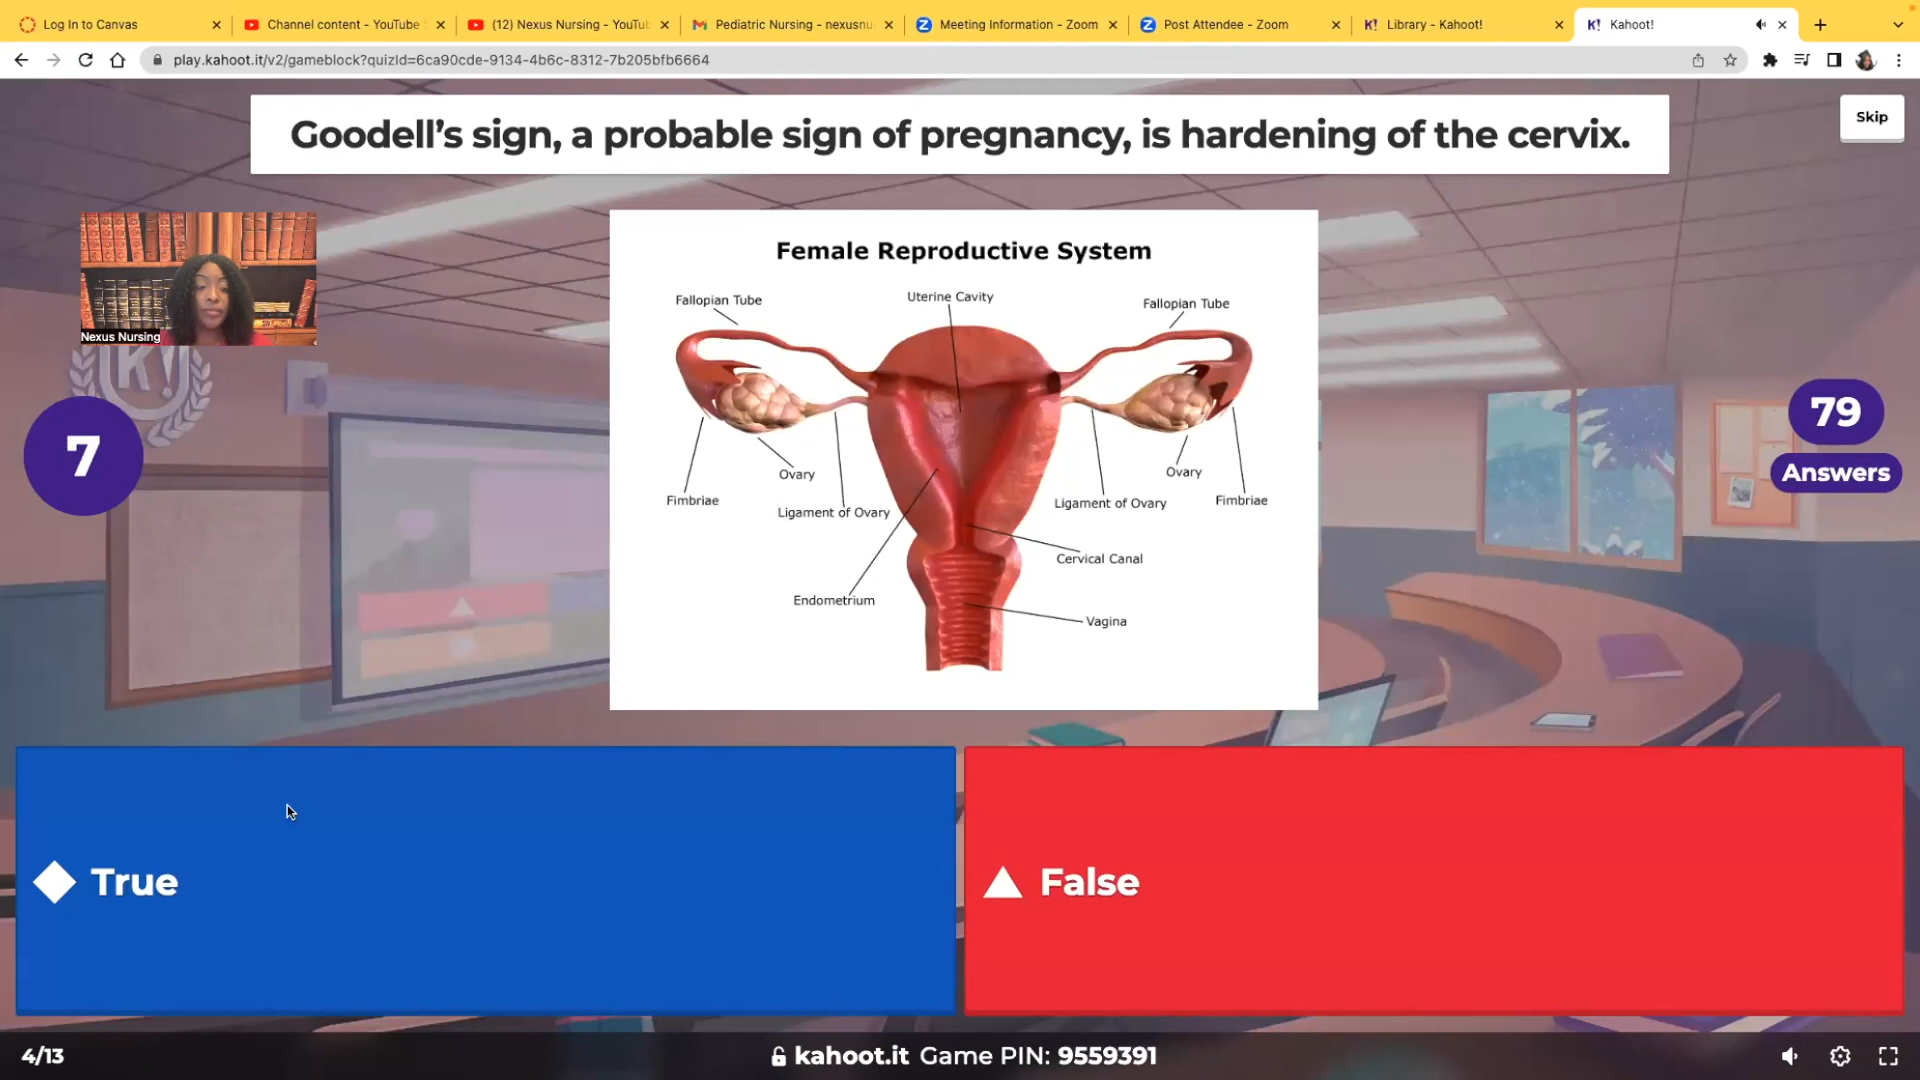 Log In to Canvas
Channel content - YouTube
(12) Nexus Nursing - YouTu
Pediatric Nursing - nexusnu
Meeting Information - Zoom
Post Attendee - Zoom
Library - Kahoot!
Kahoot!
play.kahoot.it/v2/gameblock?quizId=6ca90cde-9134-4b6c-8312-7b205bfb6664
Goodell’s sign, a probable sign of pregnancy, is hardening of the cervix.
Skip
Nexus Nursing
7
Female Reproductive System
Fallopian Tube
Uterine Cavity
Fallopian Tube
Ovary
Ovary
Fimbriae
Ligament of Ovary
Ligament of Ovary
Fimbriae
Cervical Canal
Endometrium
Vagina
79
Answers
True
False
4/13
kahoot.it Game PIN: 9559391